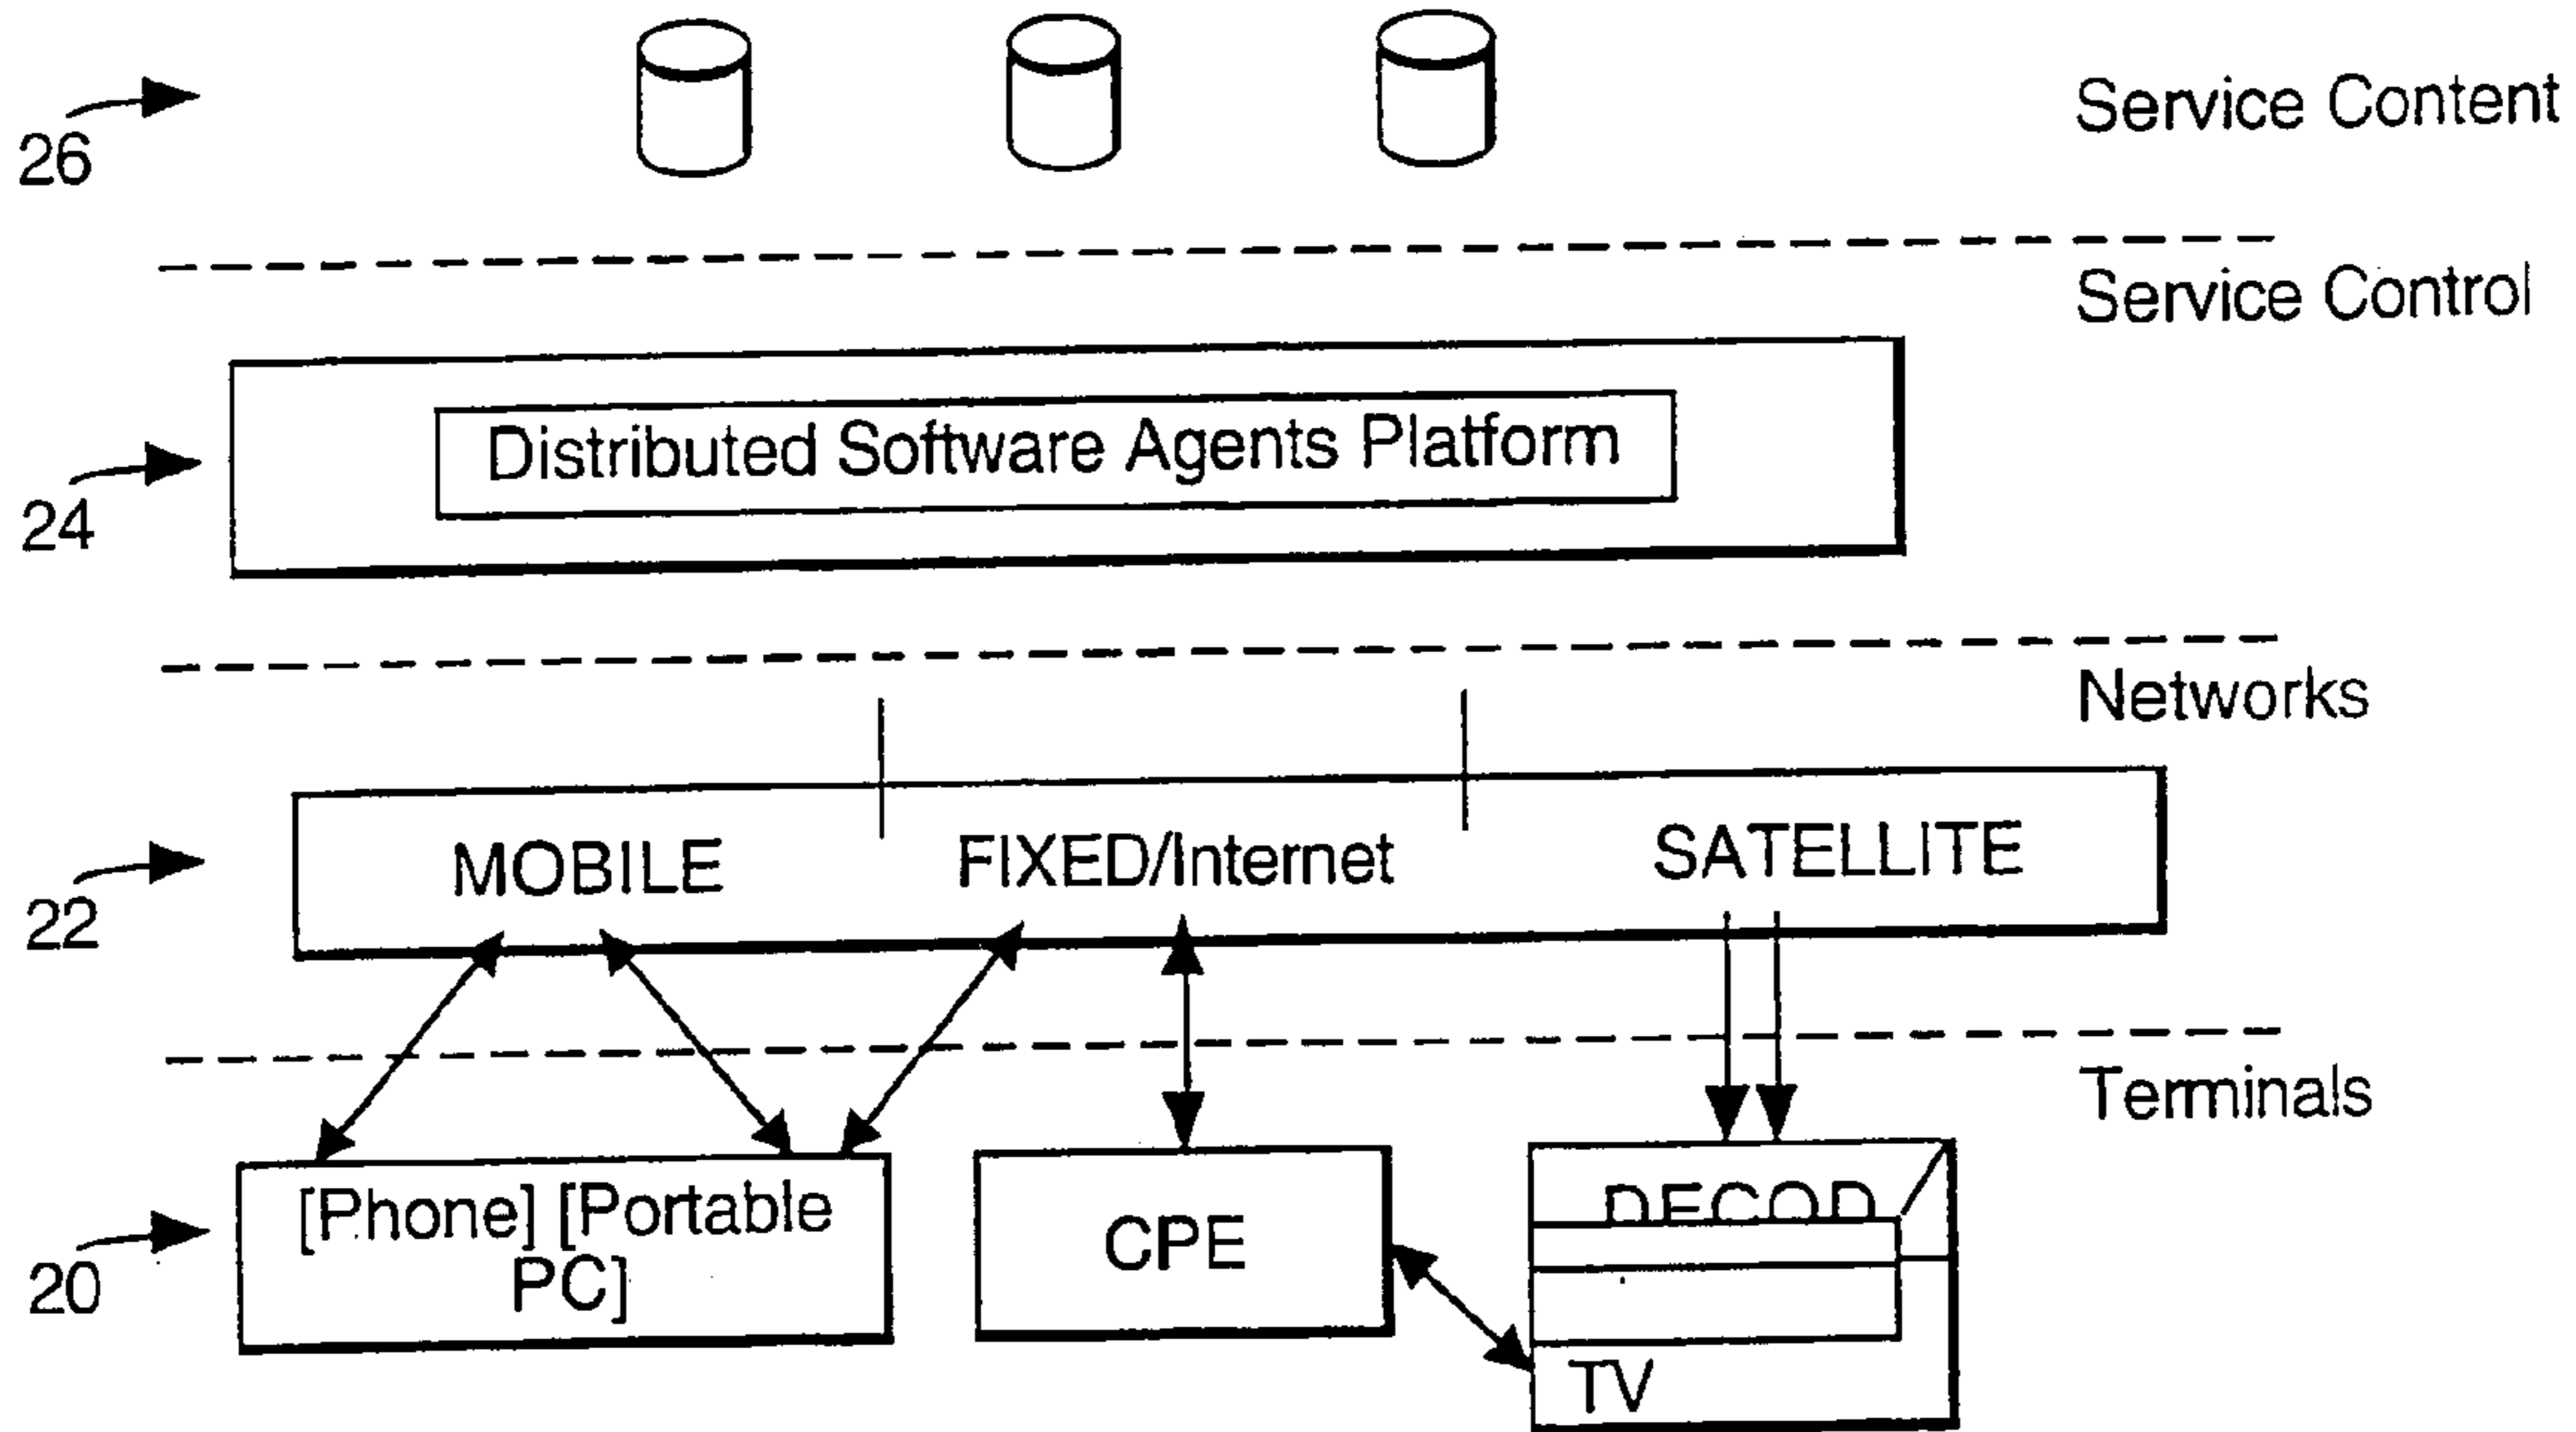 Service Content
26
Service Control
Distributed Software Agents Platform
24
Networks
MOBILE FIXED/Internet SATELLITE
22
Terminals
[Phone] [Portable
PC]
CPE
DECOD
20
TV